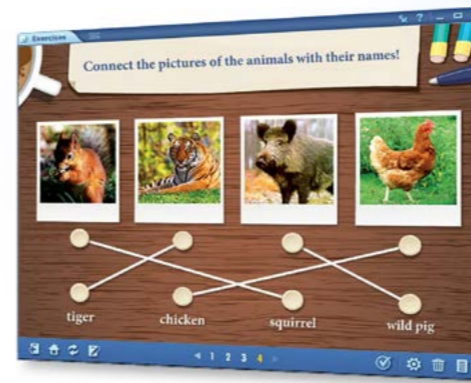 Exercises
Connect the pictures of the animals with their names!
tiger chicken squirrel wild pig
1 2 3 4